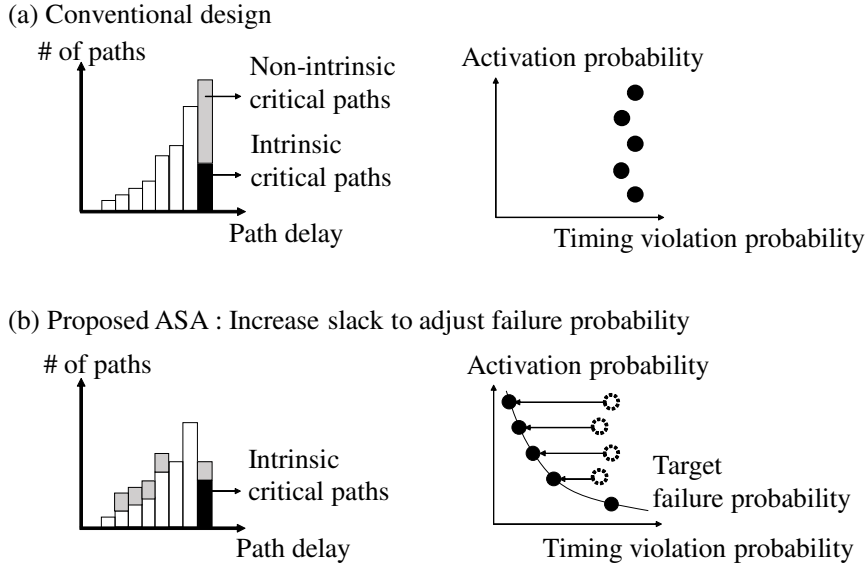 (a) Conventional design
# of paths
Non-intrinsic
critical paths
Intrinsic
critical paths
Path delay
Activation probability
Timing violation probability
(b) Proposed ASA : Increase slack to adjust failure probability
# of paths
Intrinsic
critical paths
Path delay
Activation probability
Target
failure probability
Timing violation probability